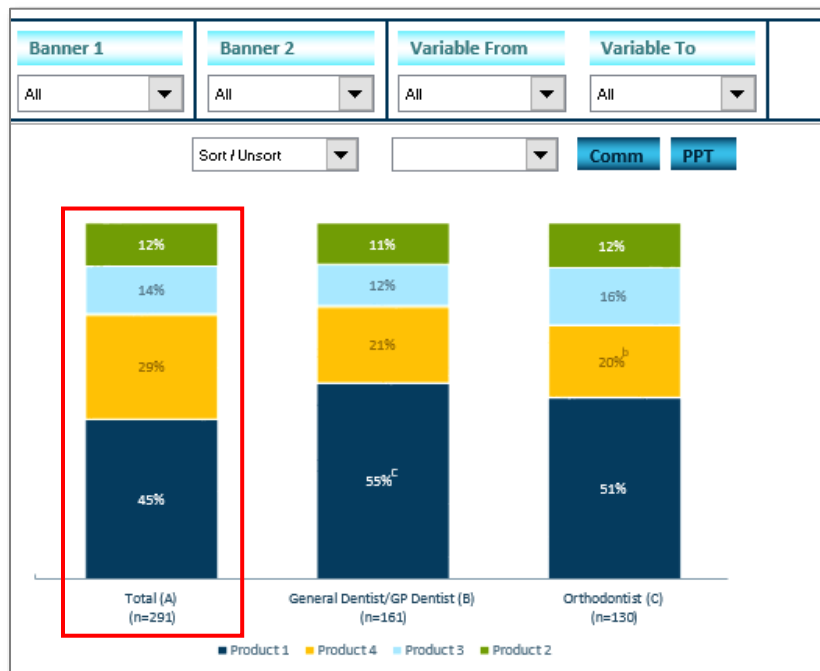 Banner 1 Banner 2 Variable From Variable To
All All All All
Sort / Unsort Comm PPT
12% 11% 12%
14% 12% 16%
29% 21% 20%b
45% 55%c 51%
Total (A) General Dentist/GP Dentist (B) Orthodontist (C)
(n=291) (n=161) (n=130)
Product 1 Product 4 Product 3 Product 2